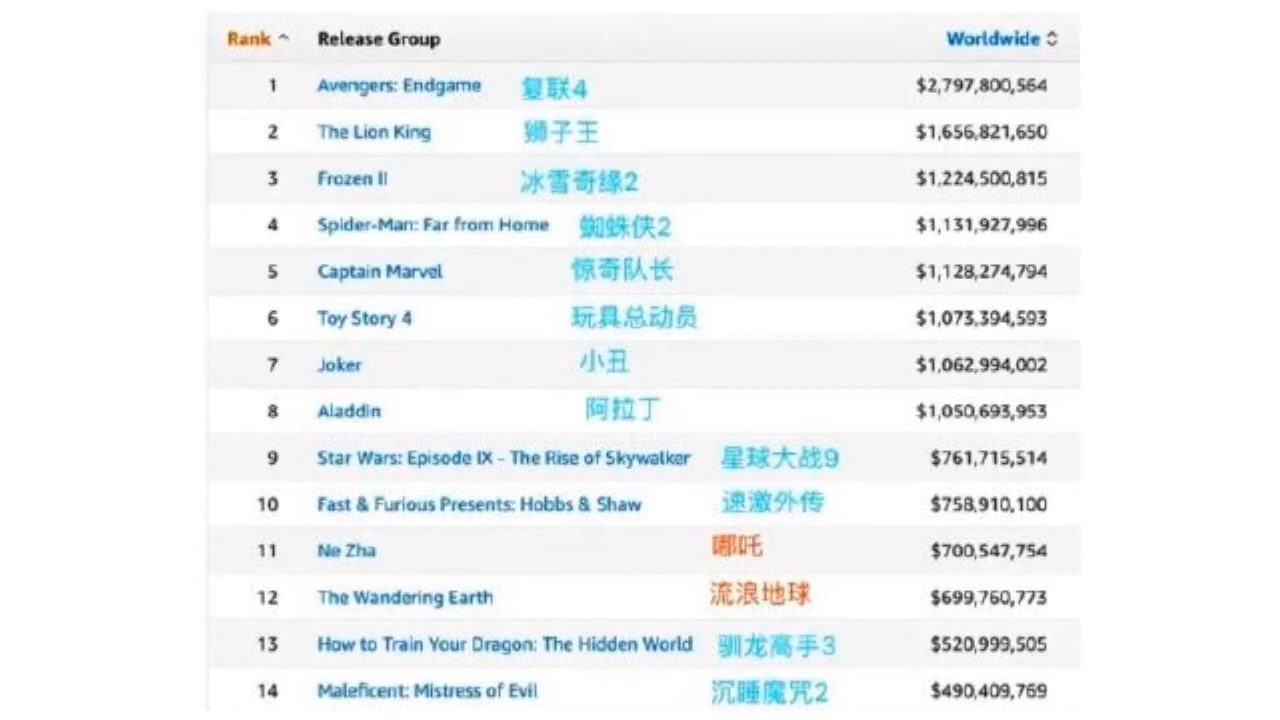 Rank Release Group Worldwide
1 Avengers: Endgame 复联4 $2,797,800,564
2 The Lion King 狮子王 $1,656,821,650
3 Frozen II 冰雪奇缘2 $1,224,500,815
4 Spider-Man: Far from Home 蜘蛛侠2 $1,131,927,996
5 Captain Marvel 惊奇队长 $1,128,274,794
6 Toy Story 4 玩具总动员 $1,073,394,593
7 Joker 小丑 $1,062,994,002
8 Aladdin 阿拉丁 $1,050,693,953
9 Star Wars: Episode IX - The Rise of Skywalker 星球大战9 $761,715,514
10 Fast & Furious Presents: Hobbs & Shaw 速激外传 $758,910,100
11 Ne Zha 哪吒 $700,547,754
12 The Wandering Earth 流浪地球 $699,760,773
13 How to Train Your Dragon: The Hidden World 驯龙高手3 $520,999,505
14 Maleficent: Mistress of Evil 沉睡魔咒2 $490,409,769